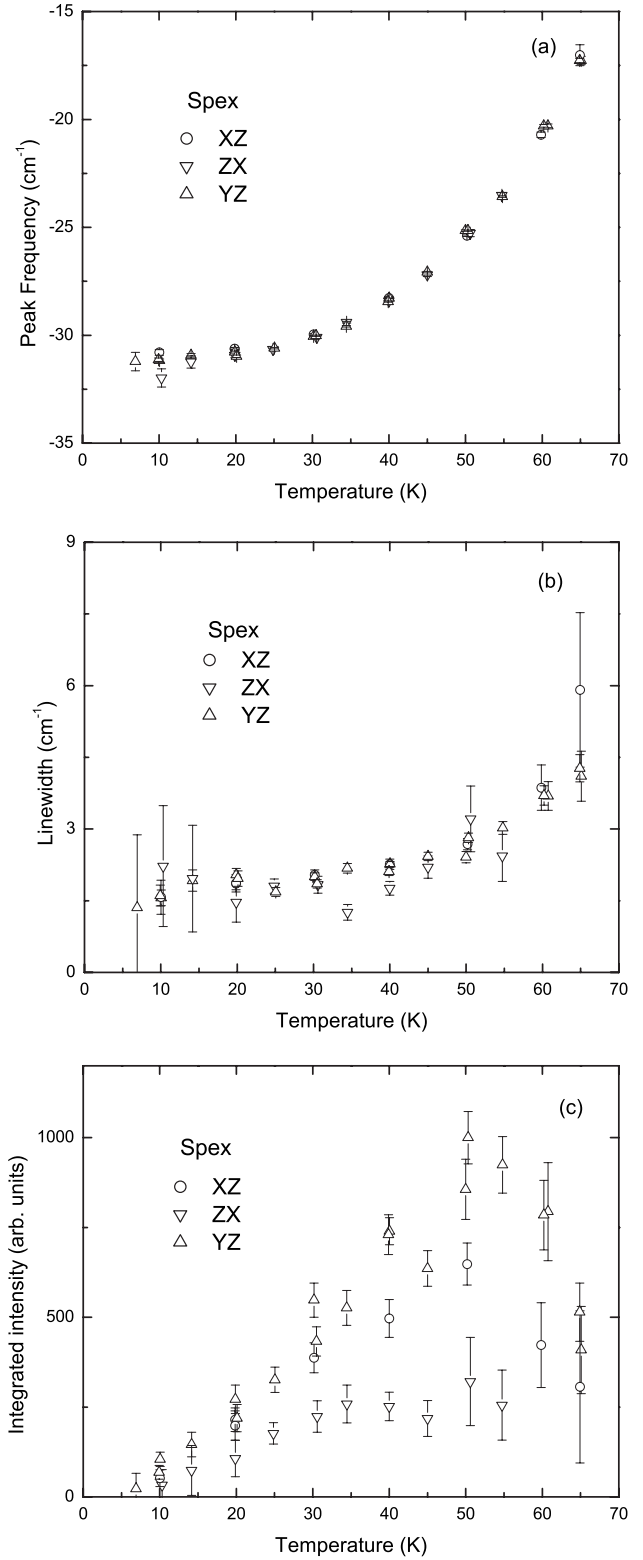 -15
(a)
Spex
XZ
ZX
YZ
-20
-25
-30
-35
Peak Frequency (cm-1)
0 10 20 30 40 50 60 70
Temperature (K)
9
(b)
Spex
XZ
ZX
YZ
6
3
0
Linewidth (cm-1)
0 10 20 30 40 50 60 70
Temperature (K)
(c)
1000
Spex
XZ
ZX
YZ
500
0
Integrated intensity (arb. units)
0 10 20 30 40 50 60 70
Temperature (K)